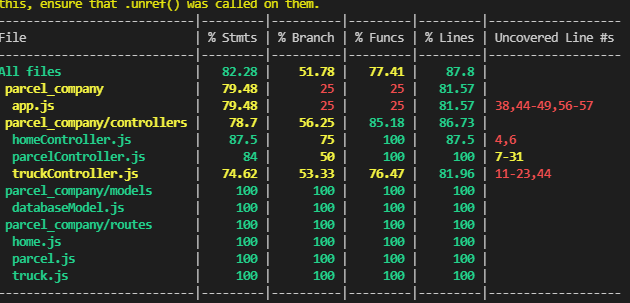 this, ensure that .unref() was called on them.
-----------------------|---------|----------|---------|---------|-------------------
File | % Stmts | % Branch | % Funcs | % Lines | Uncovered Line #s
-----------------------|---------|----------|---------|---------|-------------------
All files | 82.28 | 51.78 | 77.41 | 87.8 |
parcel_company | 79.48 | 25 | 25 | 81.57 |
app.js | 79.48 | 25 | 25 | 81.57 | 38,44-49,56-57
parcel_company/controllers | 78.7 | 56.25 | 85.18 | 86.73 |
homeController.js | 87.5 | 75 | 100 | 87.5 | 4,6
parcelController.js | 84 | 50 | 100 | 100 | 7-31
truckController.js | 74.62 | 53.33 | 76.47 | 81.96 | 11-23,44
parcel_company/models | 100 | 100 | 100 | 100 |
databaseModel.js | 100 | 100 | 100 | 100 |
parcel_company/routes | 100 | 100 | 100 | 100 |
home.js | 100 | 100 | 100 | 100 |
parcel.js | 100 | 100 | 100 | 100 |
truck.js | 100 | 100 | 100 | 100 |
-----------------------|---------|----------|---------|---------|-------------------